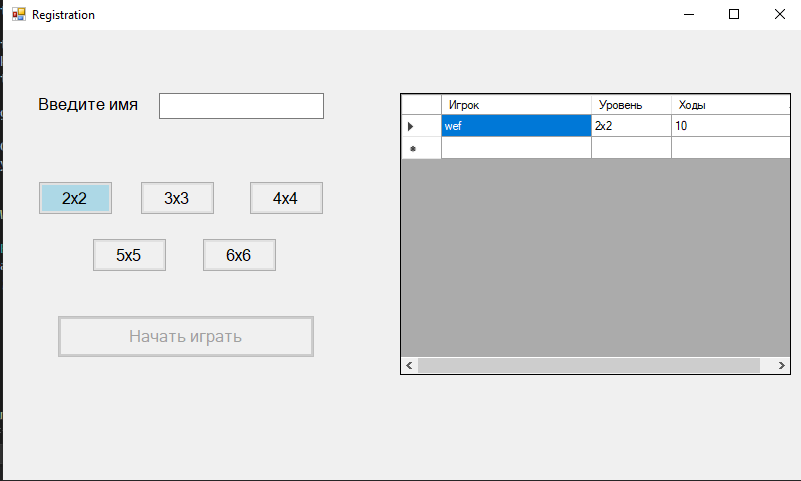 Registration
Введите имя
Игрок Уровень Ходы
wef 2x2 10
2x2 3x3 4x4
5x5 6x6
Начать играть